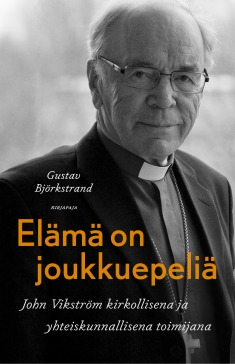 Gustav
Björkstrand
KIRJAPAJA
Elämä on
joukkuepeliä
John Vikström kirkollisena ja
yhteiskunnallisena toimijana